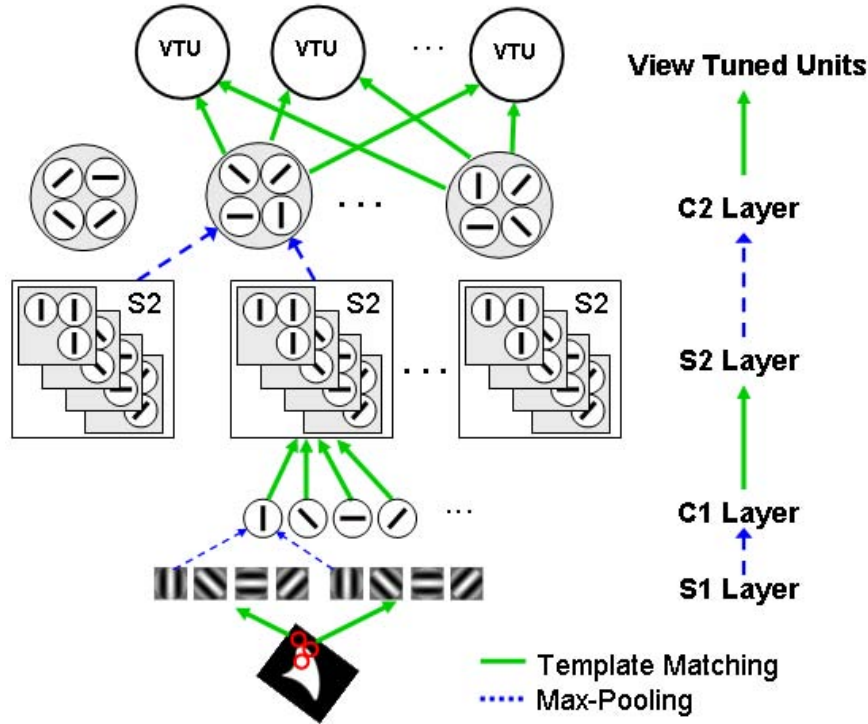 VTU VTU ... VTU
View Tuned Units
C2 Layer
...
S2 S2 S2
S2 Layer
...
C1 Layer
...
S1 Layer
Template Matching
Max-Pooling